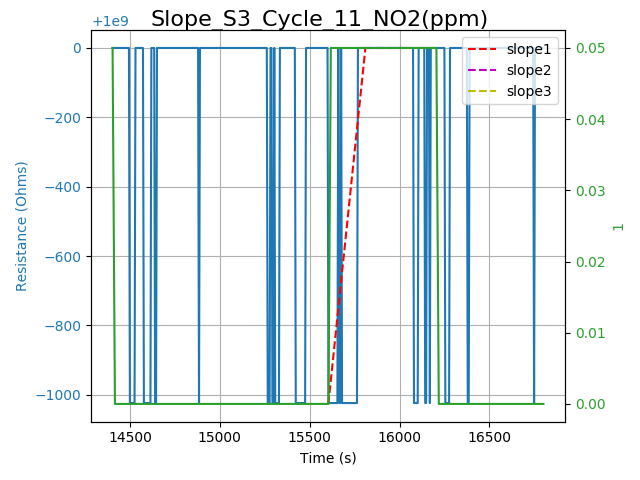 Slope_S3_Cycle_11_NO2(ppm)
+1e9
0
−200
−400
−600
−800
−1000
Resistance (Ohms)
14500
15000
15500
16000
16500
Time (s)
0.05
0.04
0.03
0.02
0.01
0.00
1
slope1
slope2
slope3